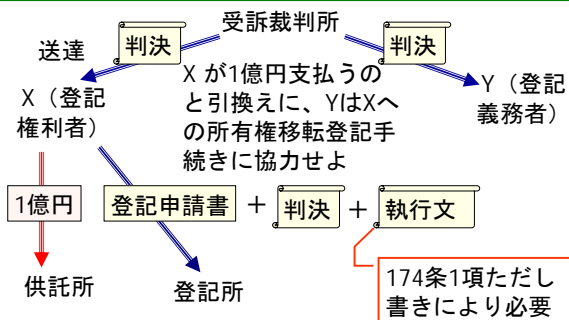 受訴裁判所
判決
判決
送達
X（登記
権利者）
X が1億円支払うの
と引換えに、YはXへ
の所有権移転登記手
続きに協力せよ
Y（登記
義務者）
1億円
登記申請書 + 判決 + 執行文
供託所
登記所
174条1項ただし
書きにより必要